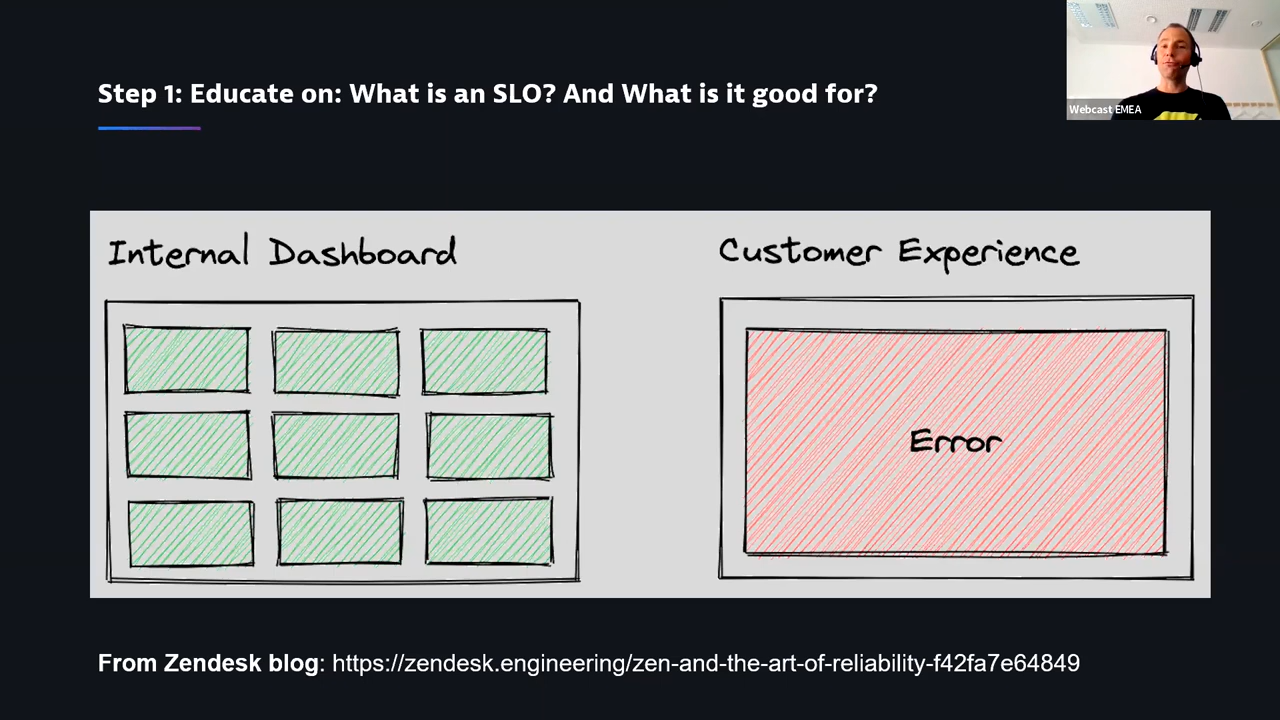 Step 1: Educate on: What is an SLO? And What is it good for?
Webcast EMEA
Internal Dashboard
Customer Experience
Error
From Zendesk blog: https://zendesk.engineering/zen-and-the-art-of-reliability-f42fa7e64849